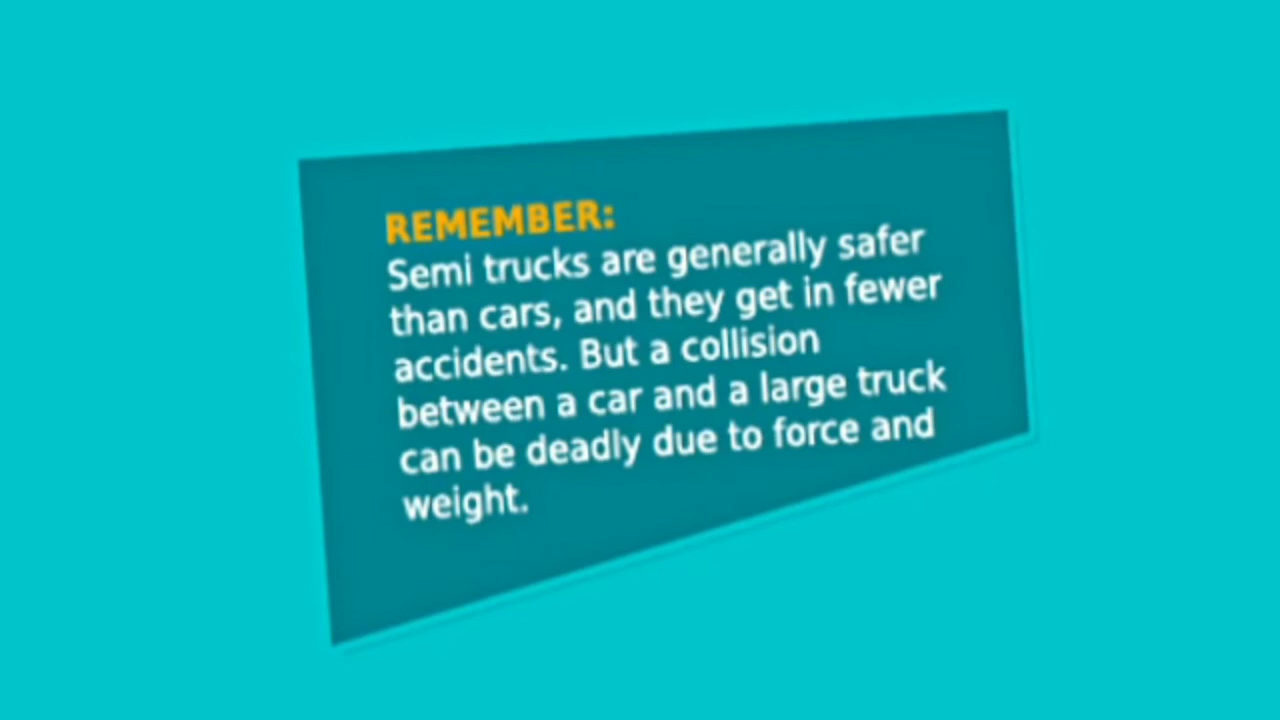 REMEMBER:
Semi trucks are generally safer
than cars, and they get in fewer
accidents. But a collision
between a car and a large truck
can be deadly due to force and
weight.